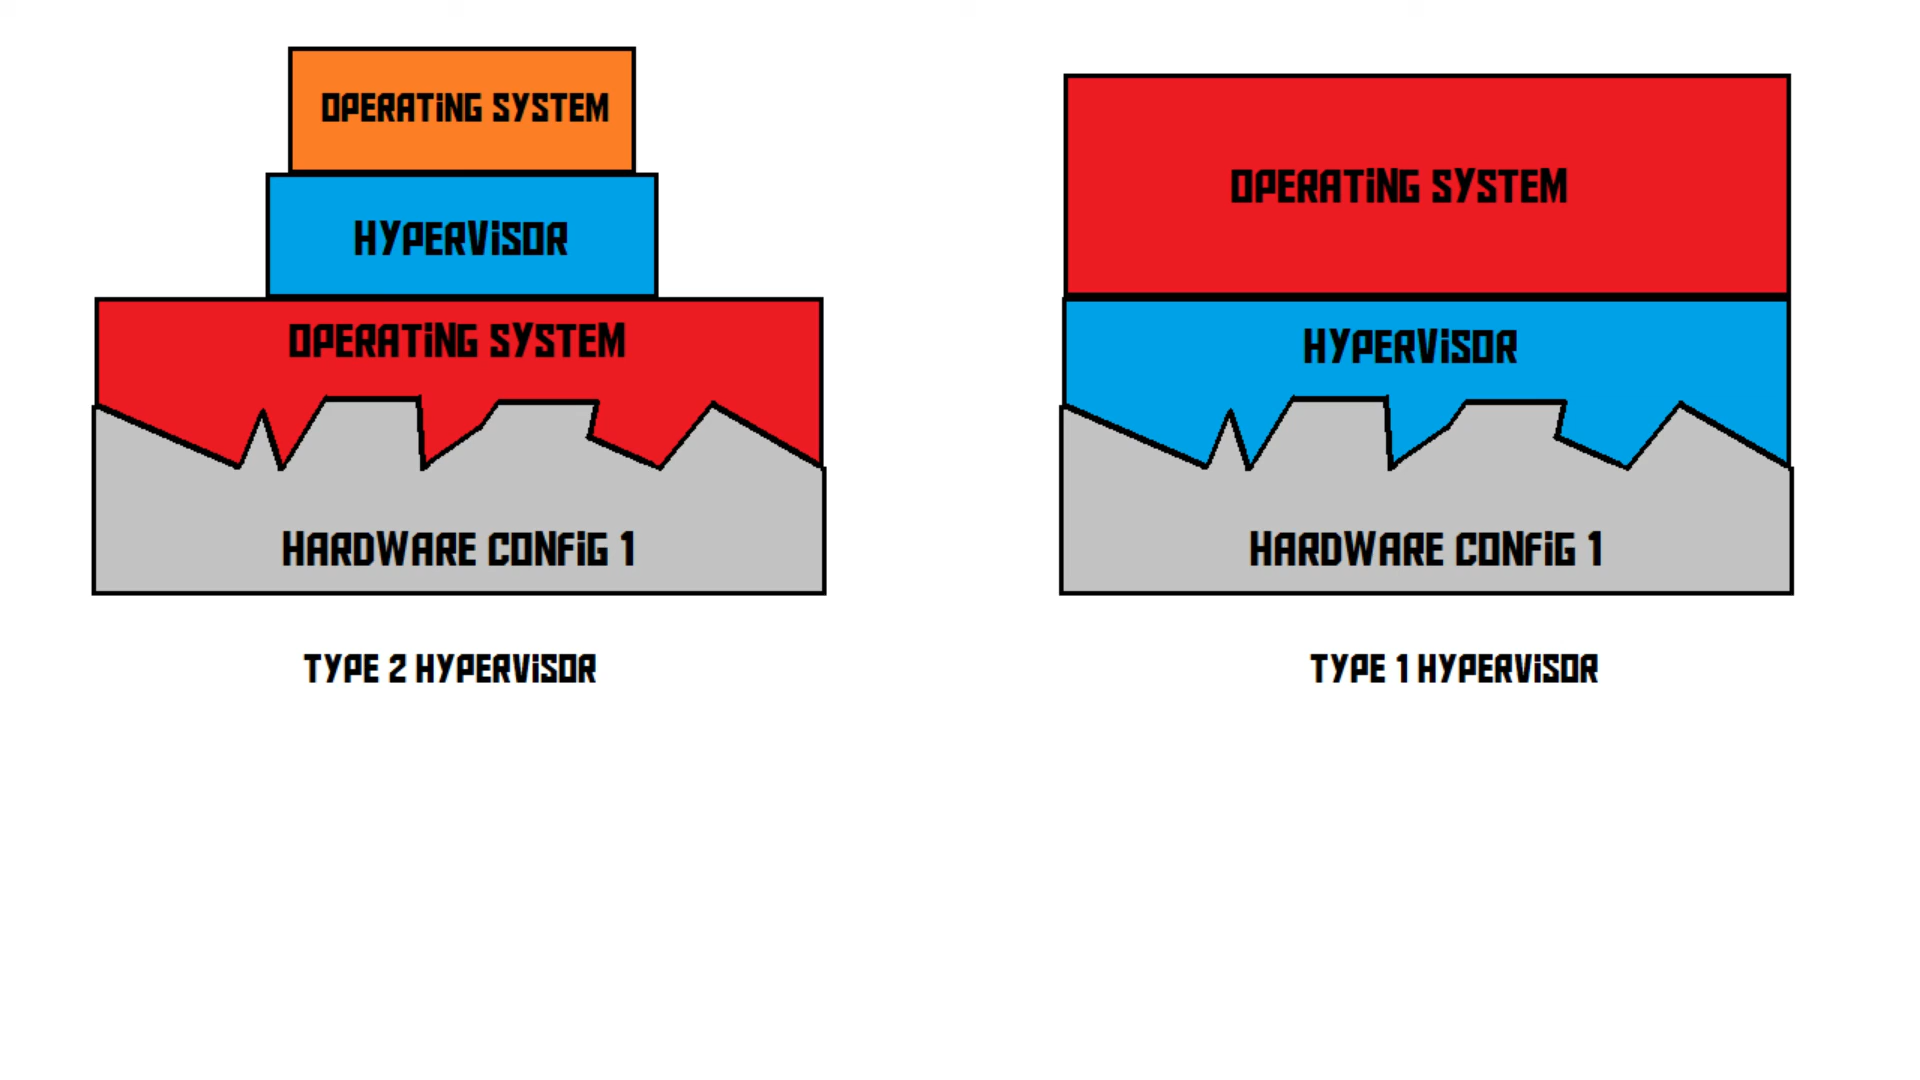 OPERATiNG SYSTEM
HYPERViSOR
OPERATiNG SYSTEM
HARDWARE CONFiG 1
TYPE 2 HYPERViSOR
OPERATiNG SYSTEM
HYPERViSOR
HARDWARE CONFiG 1
TYPE 1 HYPERViSOR